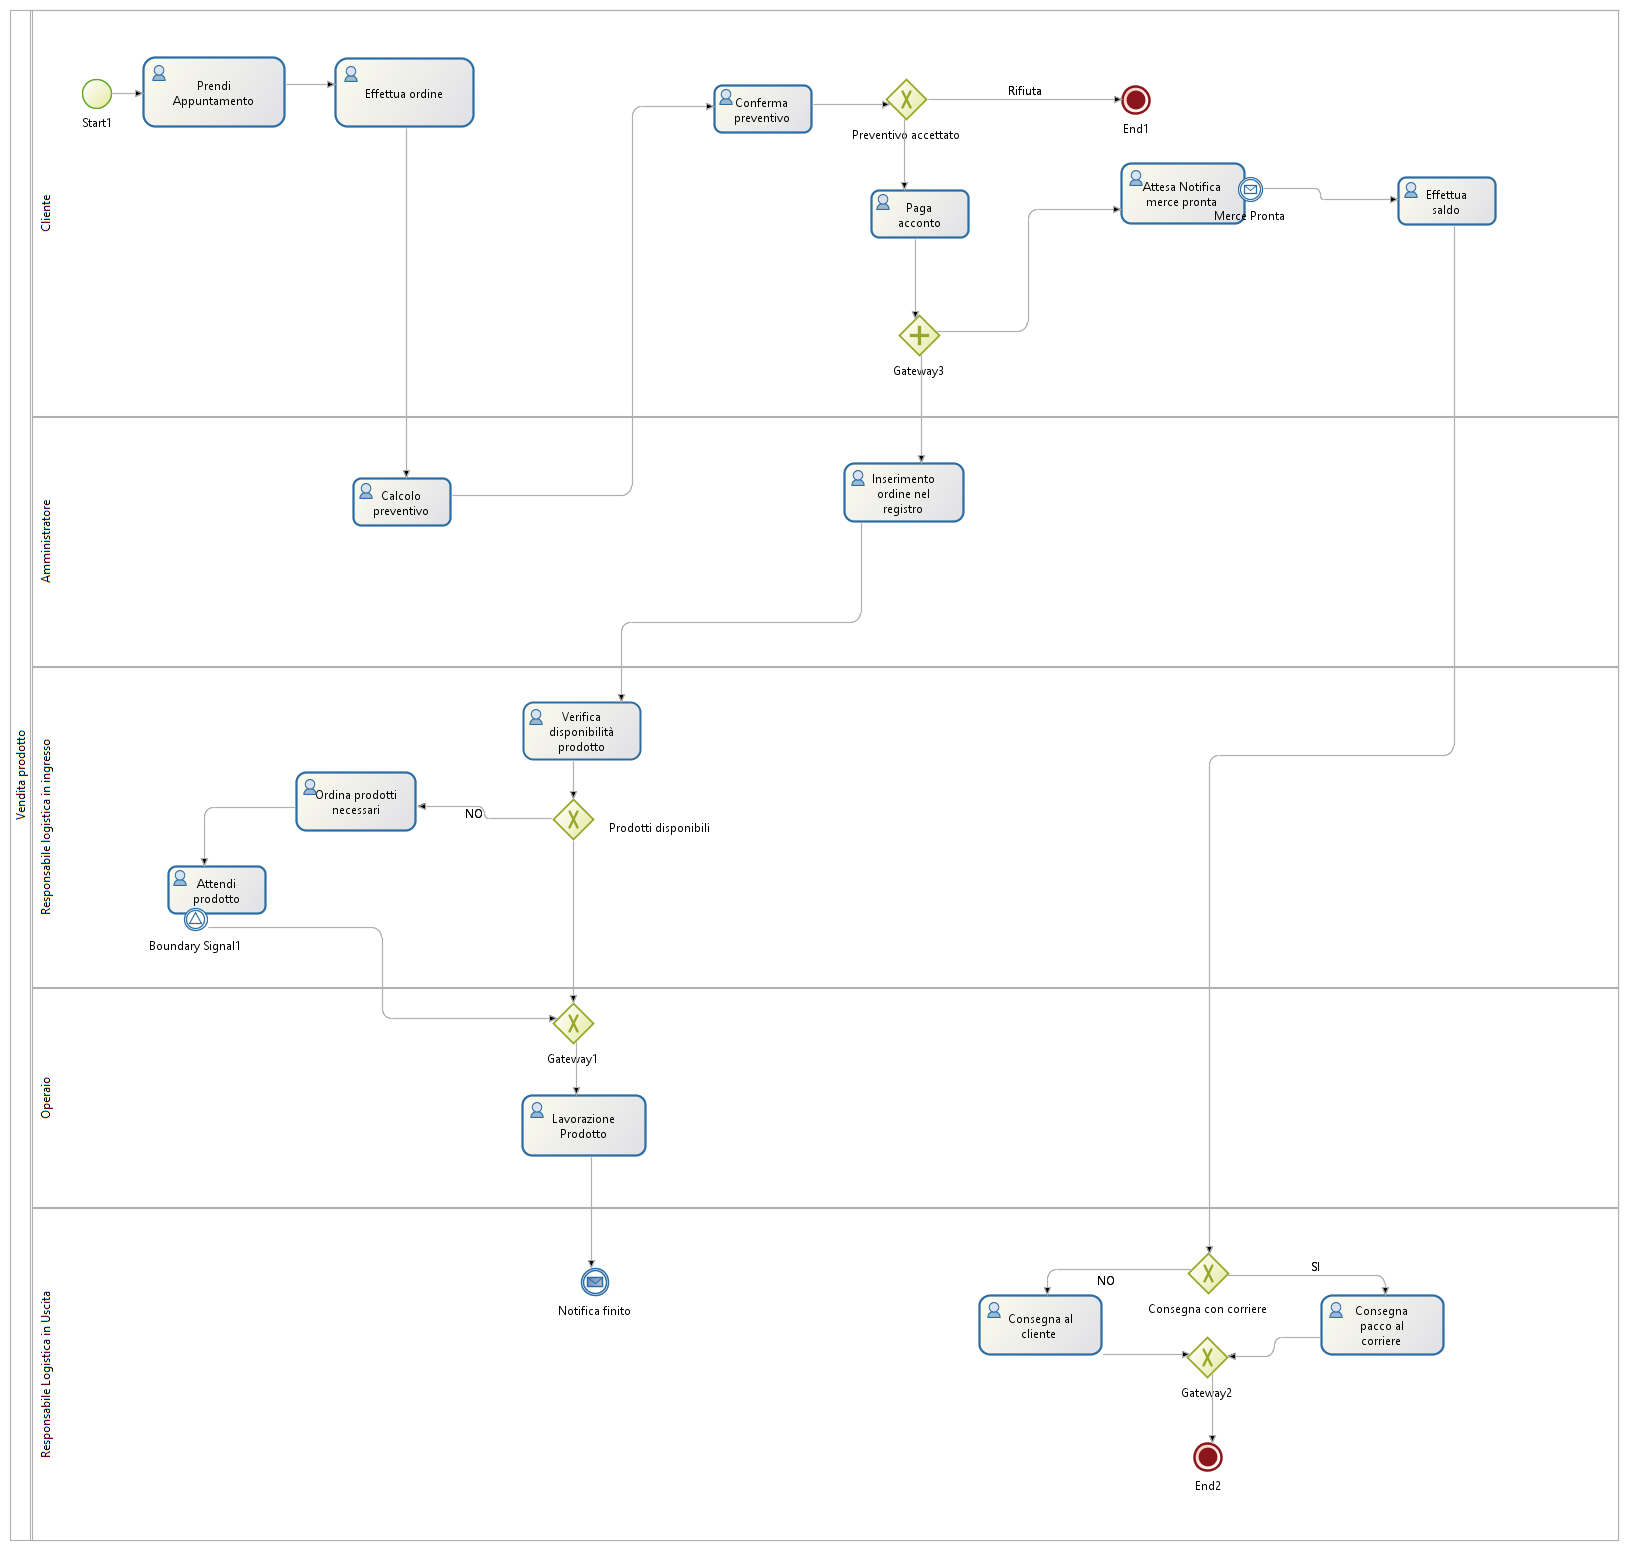 Vendita prodotto
Cliente
Start1
Prendi
Appuntamento
Effettua ordine
Conferma
preventivo
Preventivo accettato
Rifiuta
End1
Paga
acconto
Attesa Notifica
merce pronta
Merce Pronta
Effettua
saldo
Gateway3
Amministratore
Calcolo
preventivo
Inserimento
ordine nel
registro
Responsabile logistica in ingresso
Verifica
disponibilità
prodotto
Ordina prodotti
necessari
NO
Prodotti disponibili
Attendi
prodotto
Boundary Signal1
Operaio
Gateway1
Lavorazione
Prodotto
Responsabile Logistica in Uscita
Notifica finito
NO
SI
Consegna con corriere
Consegna al
cliente
Consegna
pacco al
corriere
Gateway2
End2